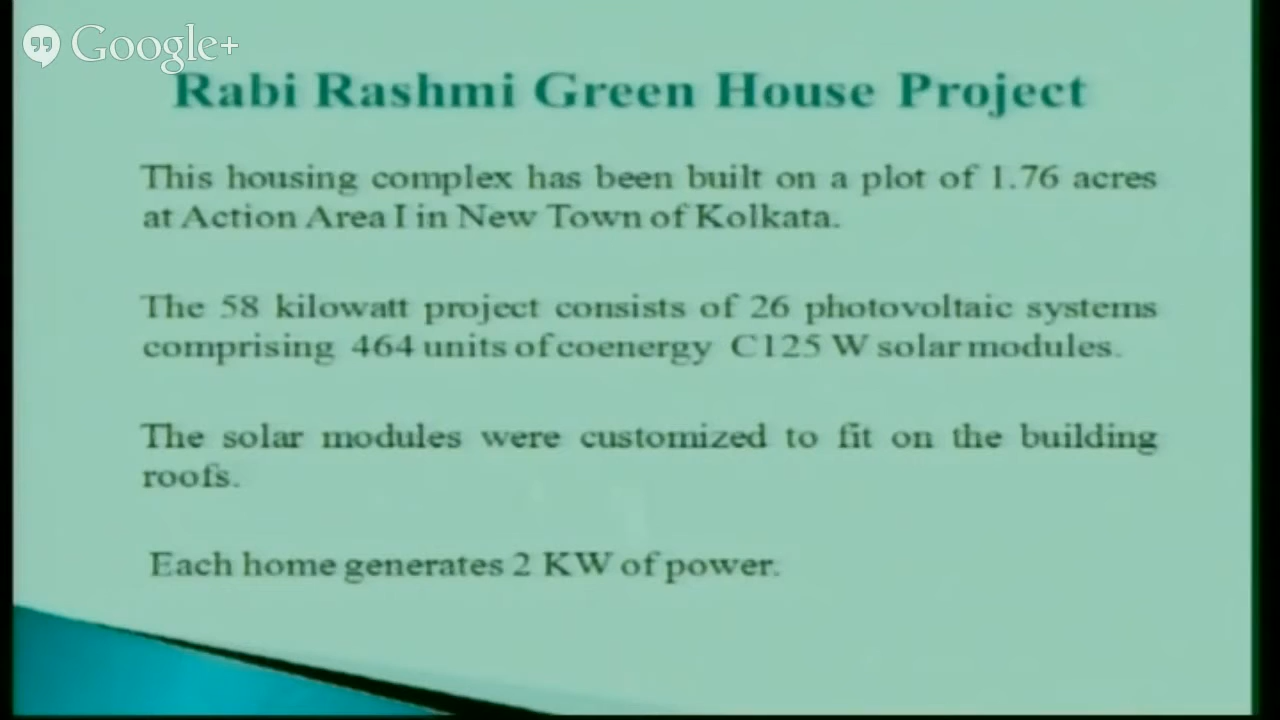 Google+
Rabi Rashmi Green House Project
This housing complex has been built on a plot of 1.76 acres
at Action Area I in New Town of Kolkata.
The 58 kilowatt project consists of 26 photovoltaic systems
comprising 464 units of coenergy C125 W solar modules.
The solar modules were customized to fit on the building
roofs.
Each home generates 2 KW of power.